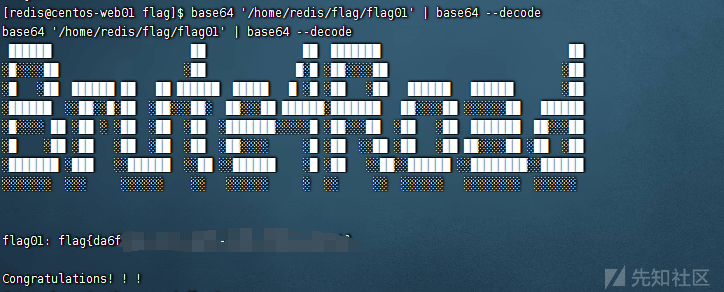 [redis@centos-web01 flag]$ base64 '/home/redis/flag/flag01' | base64 --decode
base64 '/home/redis/flag/flag01' | base64 --decode
Brute4Road
flag01: flag{da6f - }
Congratulations! ! !
先知社区